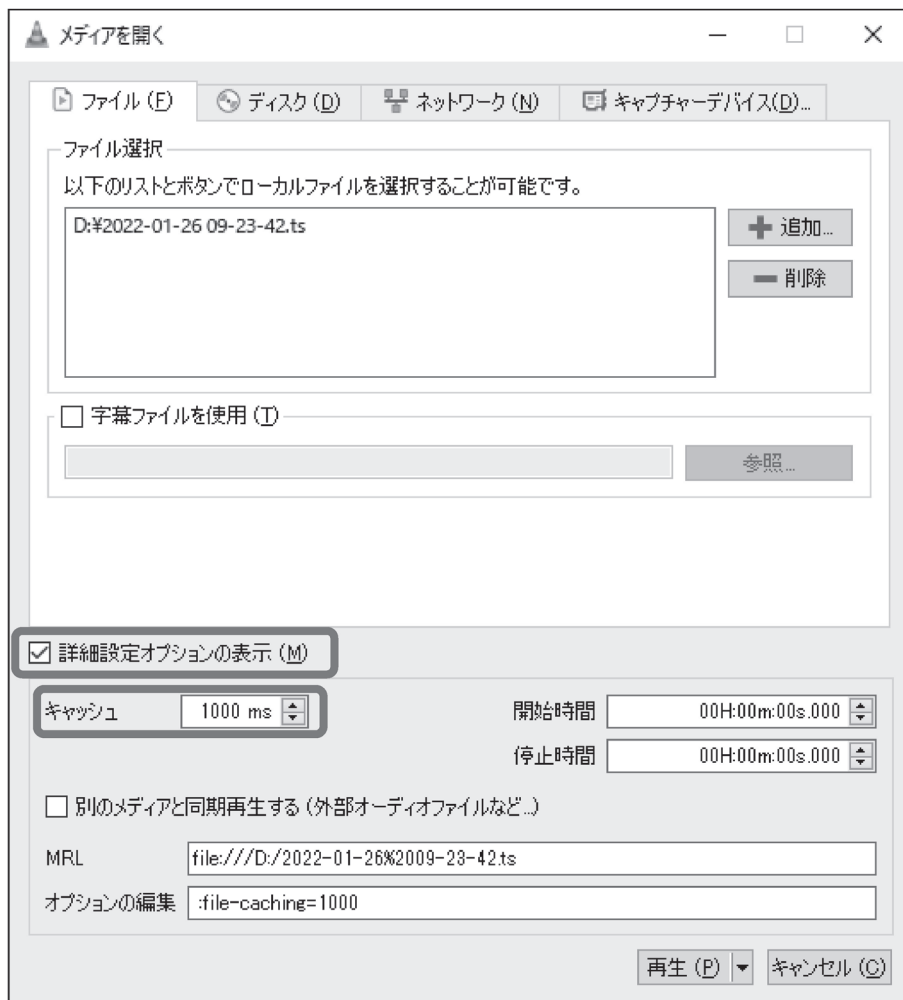 メディアを開く
ファイル (F) ディスク (D) ネットワーク (N) キャプチャーデバイス(D)...
ファイル選択
以下のリストとボタンでローカルファイルを選択することが可能です。
D:¥2022-01-26 09-23-42.ts
追加...
削除
字幕ファイルを使用 (T)
参照...
詳細設定オプションの表示 (M)
キャッシュ 1000 ms 開始時間 00H:00m:00s.000
停止時間 00H:00m:00s.000
別のメディアと同期再生する (外部オーディオファイルなど...)
MRL file:///D:/2022-01-26%2009-23-42.ts
オプションの編集 :file-caching=1000
再生 (P) キャンセル (C)